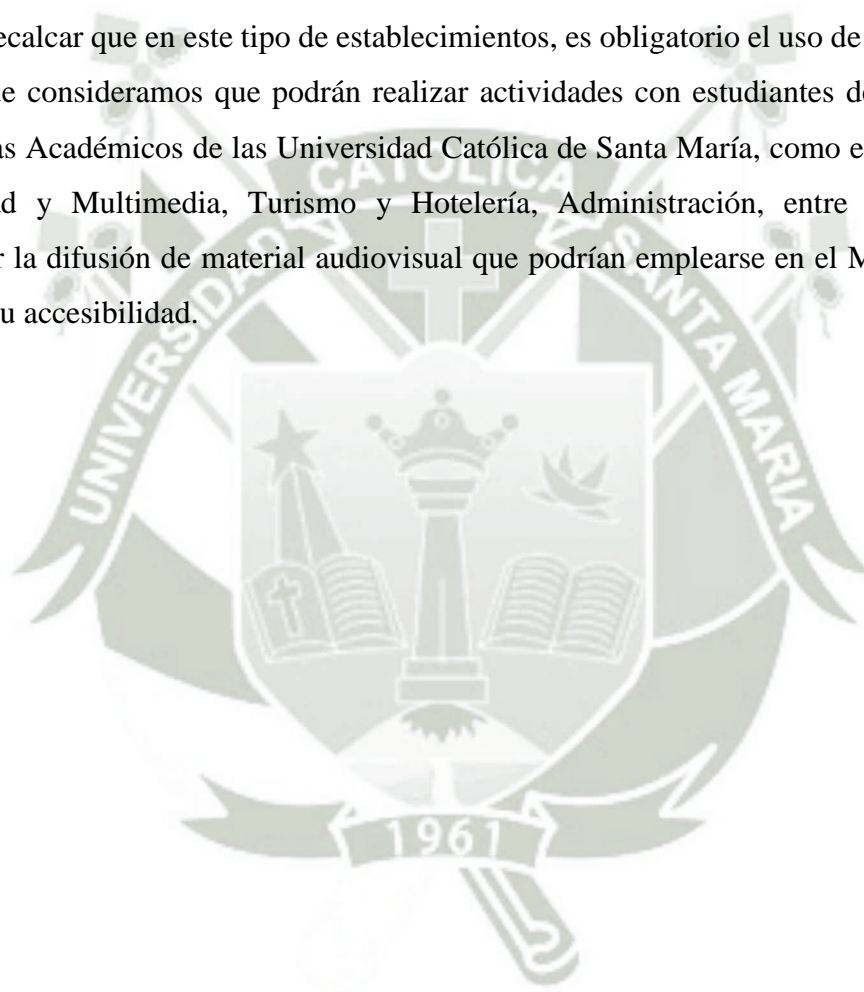 ecalcar que en este tipo de establecimientos, es obligatorio el uso de
e consideramos que podrán realizar actividades con estudiantes de
as Académicos de las Universidad Católica de Santa María, como e
d y Multimedia, Turismo y Hotelería, Administración, entre
r la difusión de material audiovisual que podrían emplearse en el M
u accesibilidad.
UNIVERSIDAD CATÓLICA SANTA MARIA
1961